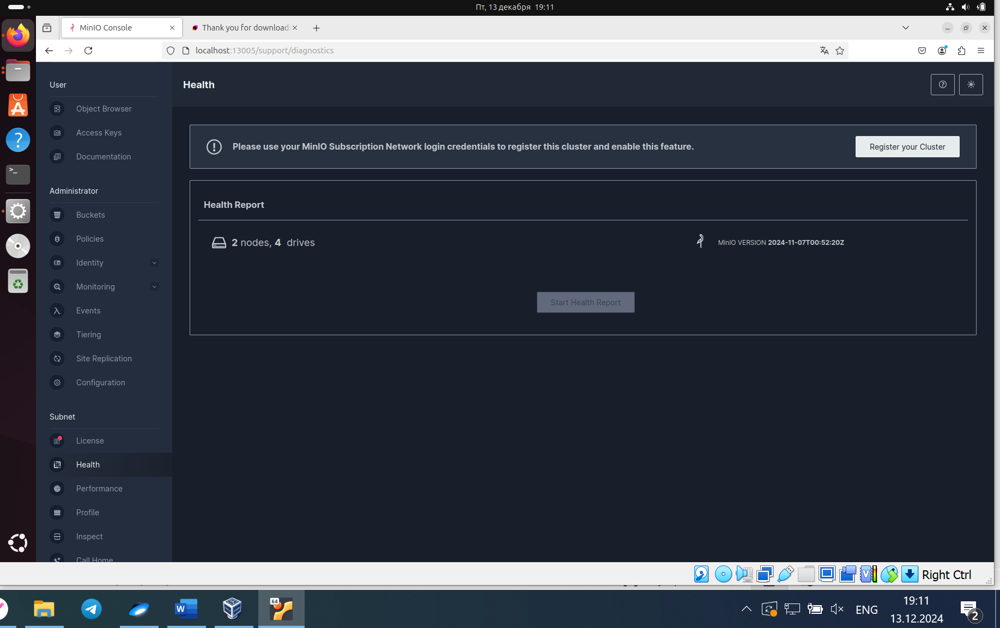 Пт, 13 декабря 19:11
MinIO Console
Thank you for download
localhost:13005/support/diagnostics
User
Object Browser
Access Keys
Documentation
Administrator
Buckets
Policies
Identity
Monitoring
Events
Tiering
Site Replication
Configuration
Subnet
License
Health
Performance
Profile
Inspect
Call Home
Health
Please use your MinIO Subscription Network login credentials to register this cluster and enable this feature.
Register your Cluster
Health Report
2 nodes, 4 drives
MinIO VERSION 2024-11-07T00:52:20Z
Start Health Report
Right Ctrl
W
64
ENG
19:11
13.12.2024
2